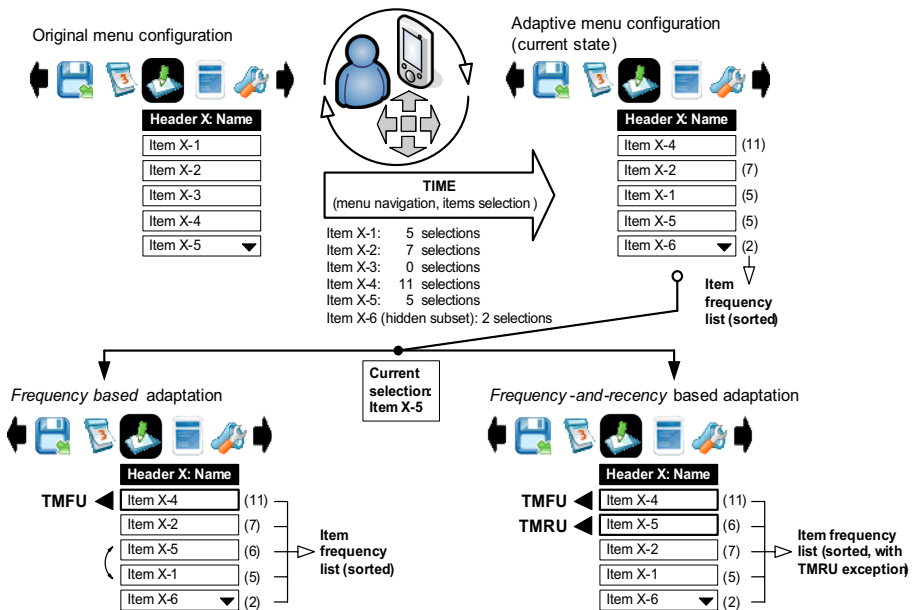 Original menu configuration
3
Header X: Name
Item X-1
Item X-2
Item X-3
Item X-4
Item X-5
TIME
(menu navigation, items selection )
Item X-1: 5 selections
Item X-2: 7 selections
Item X-3: 0 selections
Item X-4: 11 selections
Item X-5: 5 selections
Item X-6 (hidden subset): 2 selections
Adaptive menu configuration
(current state)
3
Header X: Name
Item X-4 (11)
Item X-2 (7)
Item X-1 (5)
Item X-5 (5)
Item X-6 (2)
Item
frequency
list (sorted)
Current
selection:
Item X-5
Frequency based adaptation
3
Header X: Name
TMFU Item X-4 (11)
Item X-2 (7)
Item X-5 (6)
Item X-1 (5)
Item X-6 (2)
Item
frequency
list (sorted)
Frequency -and-recency based adaptation
3
Header X: Name
TMFU Item X-4 (11)
TMRU Item X-5 (6)
Item X-2 (7)
Item X-1 (5)
Item X-6 (2)
Item frequency
list (sorted, with
TMRU exception)